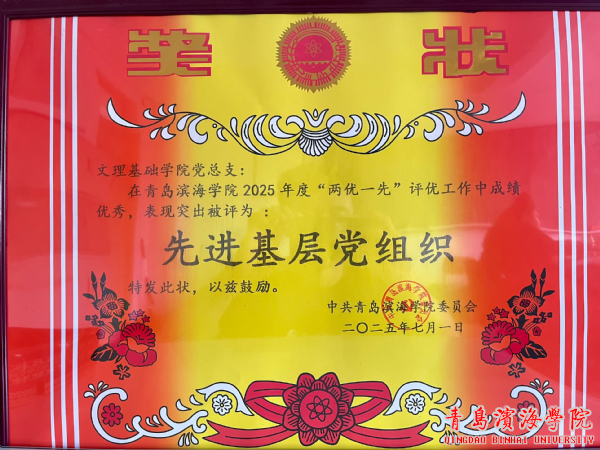 奖 状
文理基础学院党总支：
在青岛滨海学院2025年度“两优一先”评优工作中成绩
优秀，表现突出被评为：
先进基层党组织
特发此状，以兹鼓励。
中共青岛滨海学院委员会
二〇二五年七月一日
青島濱海學院
QINGDAO BINHAI UNIVERSITY